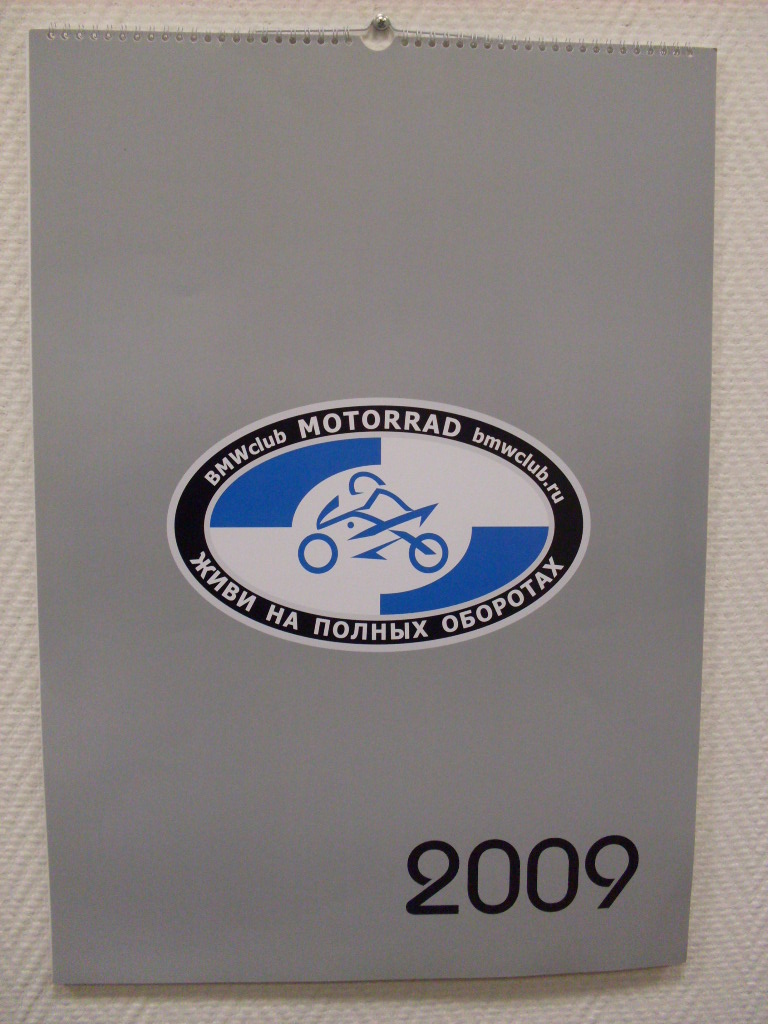 BMWclub MOTORRAD bmwclub.ru
ЖИВИ НА ПОЛНЫХ ОБОРОТАХ
2009